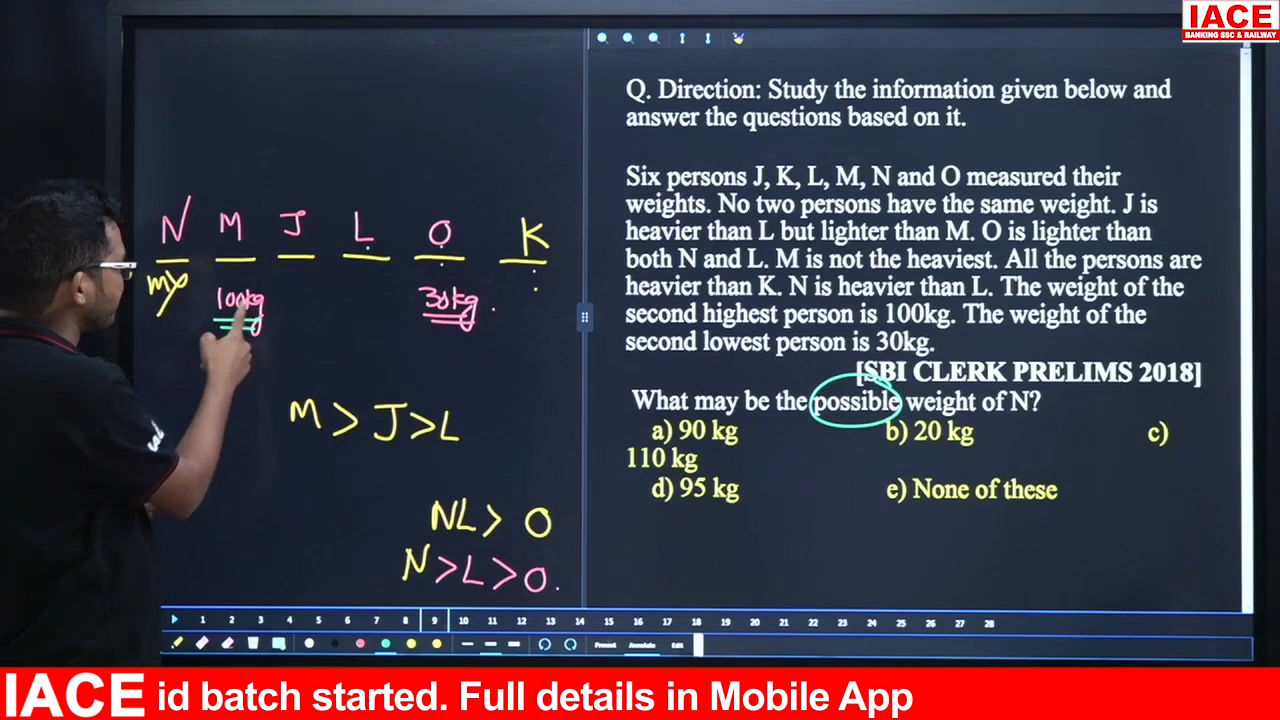 IACE
BANKING SSC & RAILWAY
Q. Direction: Study the information given below and
answer the questions based on it.
Six persons J, K, L, M, N and O measured their
weights. No two persons have the same weight. J is
heavier than L but lighter than M. O is lighter than
both N and L. M is not the heaviest. All the persons are
heavier than K. N is heavier than L. The weight of the
second highest person is 100kg. The weight of the
second lowest person is 30kg.
[SBI CLERK PRELIMS 2018]
What may be the possible weight of N?
a) 90 kg b) 20 kg c)
110 kg
d) 95 kg e) None of these
N M J L O K
100kg 30kg
M > J > L
NL > O
N > L > O.
1 2 3 4 5 6 7 8 9 10 11 12 13 14 15 16 17 18 19 20 21 22 23 24 25 26 27 28
Present Annotate Edit
IACE id batch started. Full details in Mobile App